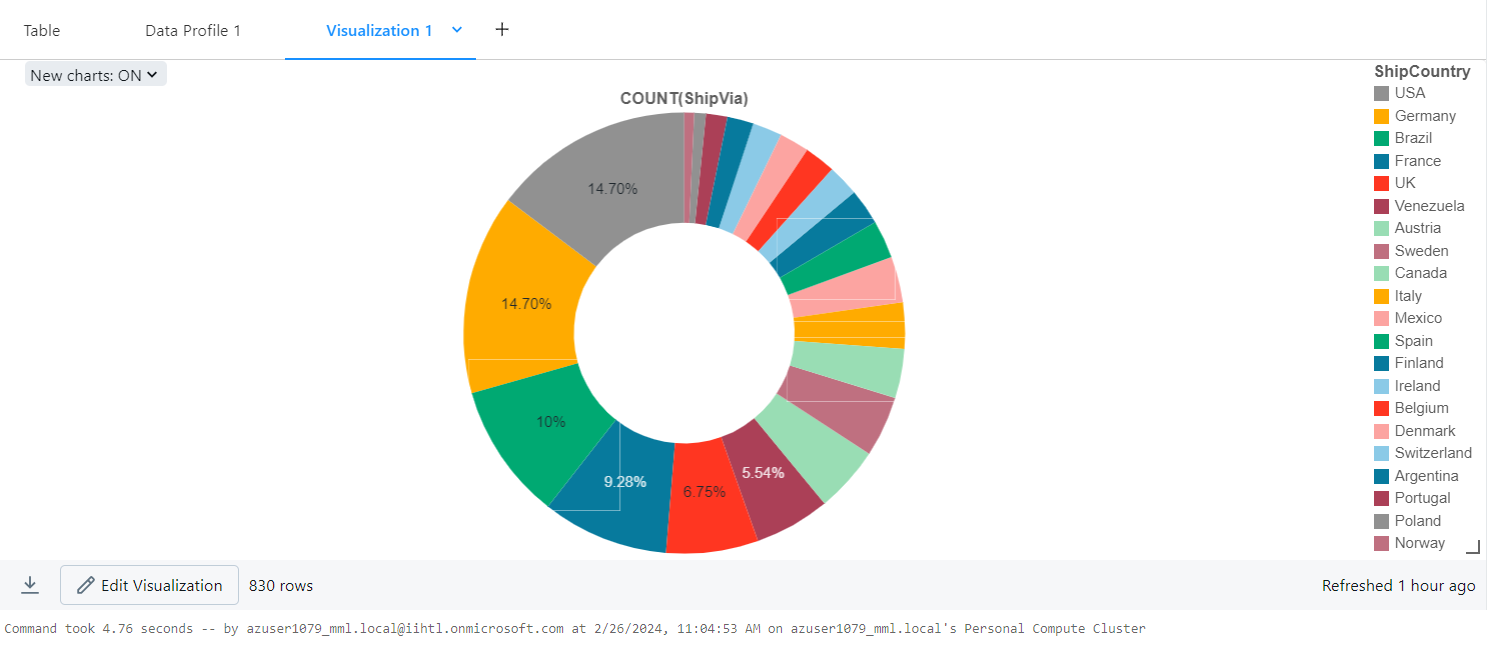 Table Data Profile 1 Visualization 1 +
New charts: ON
COUNT(ShipVia)
14.70%
14.70%
10%
9.28%
6.75%
5.54%
ShipCountry
USA
Germany
Brazil
France
UK
Venezuela
Austria
Sweden
Canada
Italy
Mexico
Spain
Finland
Ireland
Belgium
Denmark
Switzerland
Argentina
Portugal
Poland
Norway
Edit Visualization 830 rows Refreshed 1 hour ago
Command took 4.76 seconds -- by azuser1079_mml.local@iihtl.onmicrosoft.com at 2/26/2024, 11:04:53 AM on azuser1079_mml.local's Personal Compute Cluster